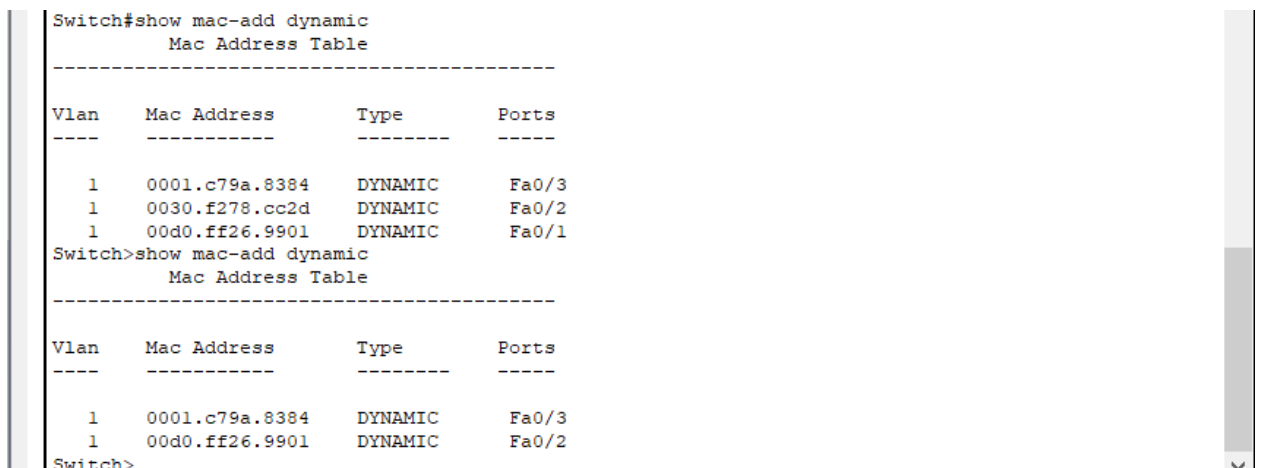 Switch#show mac-add dynamic
          Mac Address Table
-------------------------------------------

Vlan    Mac Address       Type        Ports
----    -----------       --------    -----

   1    0001.c79a.8384    DYNAMIC     Fa0/3
   1    0030.f278.cc2d    DYNAMIC     Fa0/2
   1    00d0.ff26.9901    DYNAMIC     Fa0/1
Switch>show mac-add dynamic
          Mac Address Table
-------------------------------------------

Vlan    Mac Address       Type        Ports
----    -----------       --------    -----

   1    0001.c79a.8384    DYNAMIC     Fa0/3
   1    00d0.ff26.9901    DYNAMIC     Fa0/2
Switch>